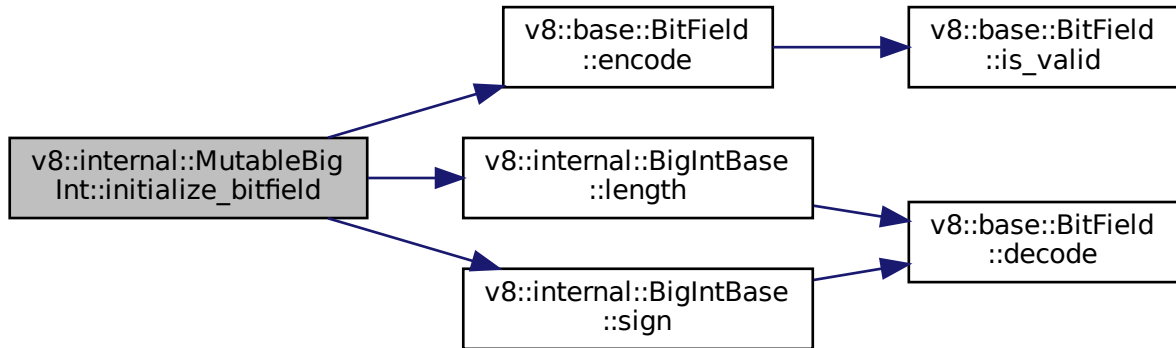 v8::base::BitField
::encode
v8::base::BitField
::is_valid
v8::internal::MutableBig
Int::initialize_bitfield
v8::internal::BigIntBase
::length
v8::base::BitField
::decode
v8::internal::BigIntBase
::sign